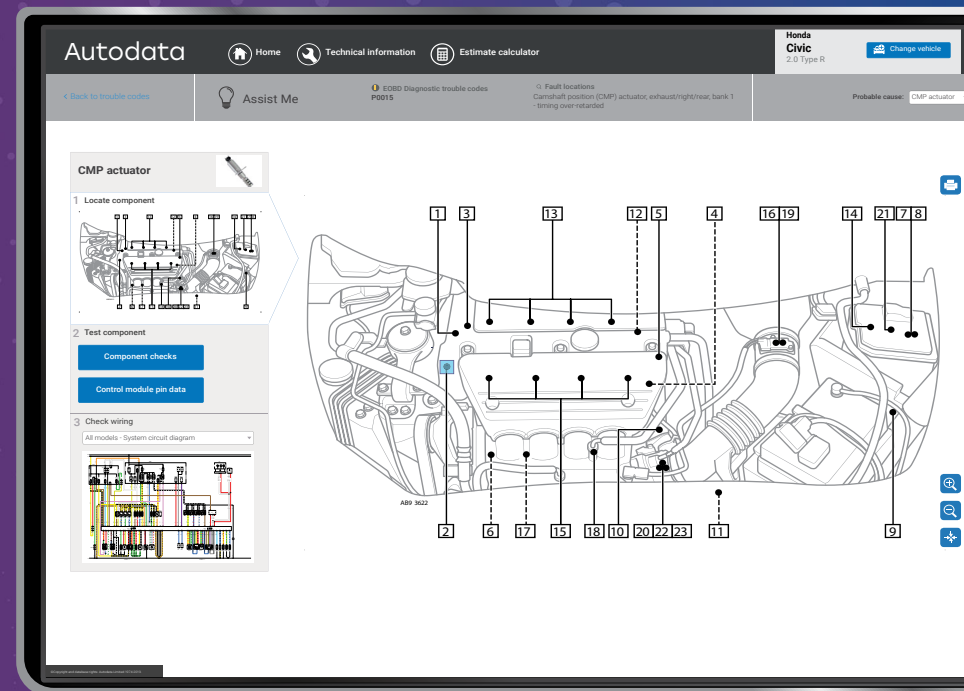 Autodata
Home
Technical information
Estimate calculator
Honda
Civic
2.0 Type R
Change vehicle
< Back to trouble codes
Assist Me
EOBD Diagnostic trouble codes
P0015
Fault locations
Camshaft position (CMP) actuator, exhaust/right/rear, bank 1
- timing over-retarded
Probable cause: CMP actuator
CMP actuator
1 Locate component
2 Test component
Component checks
Control module pin data
3 Check wiring
All models - System circuit diagram
1 3 13 12 5 4 16 19 14 21 7 8
AB9 3622
2 6 17 15 18 10 20 22 23 11 9